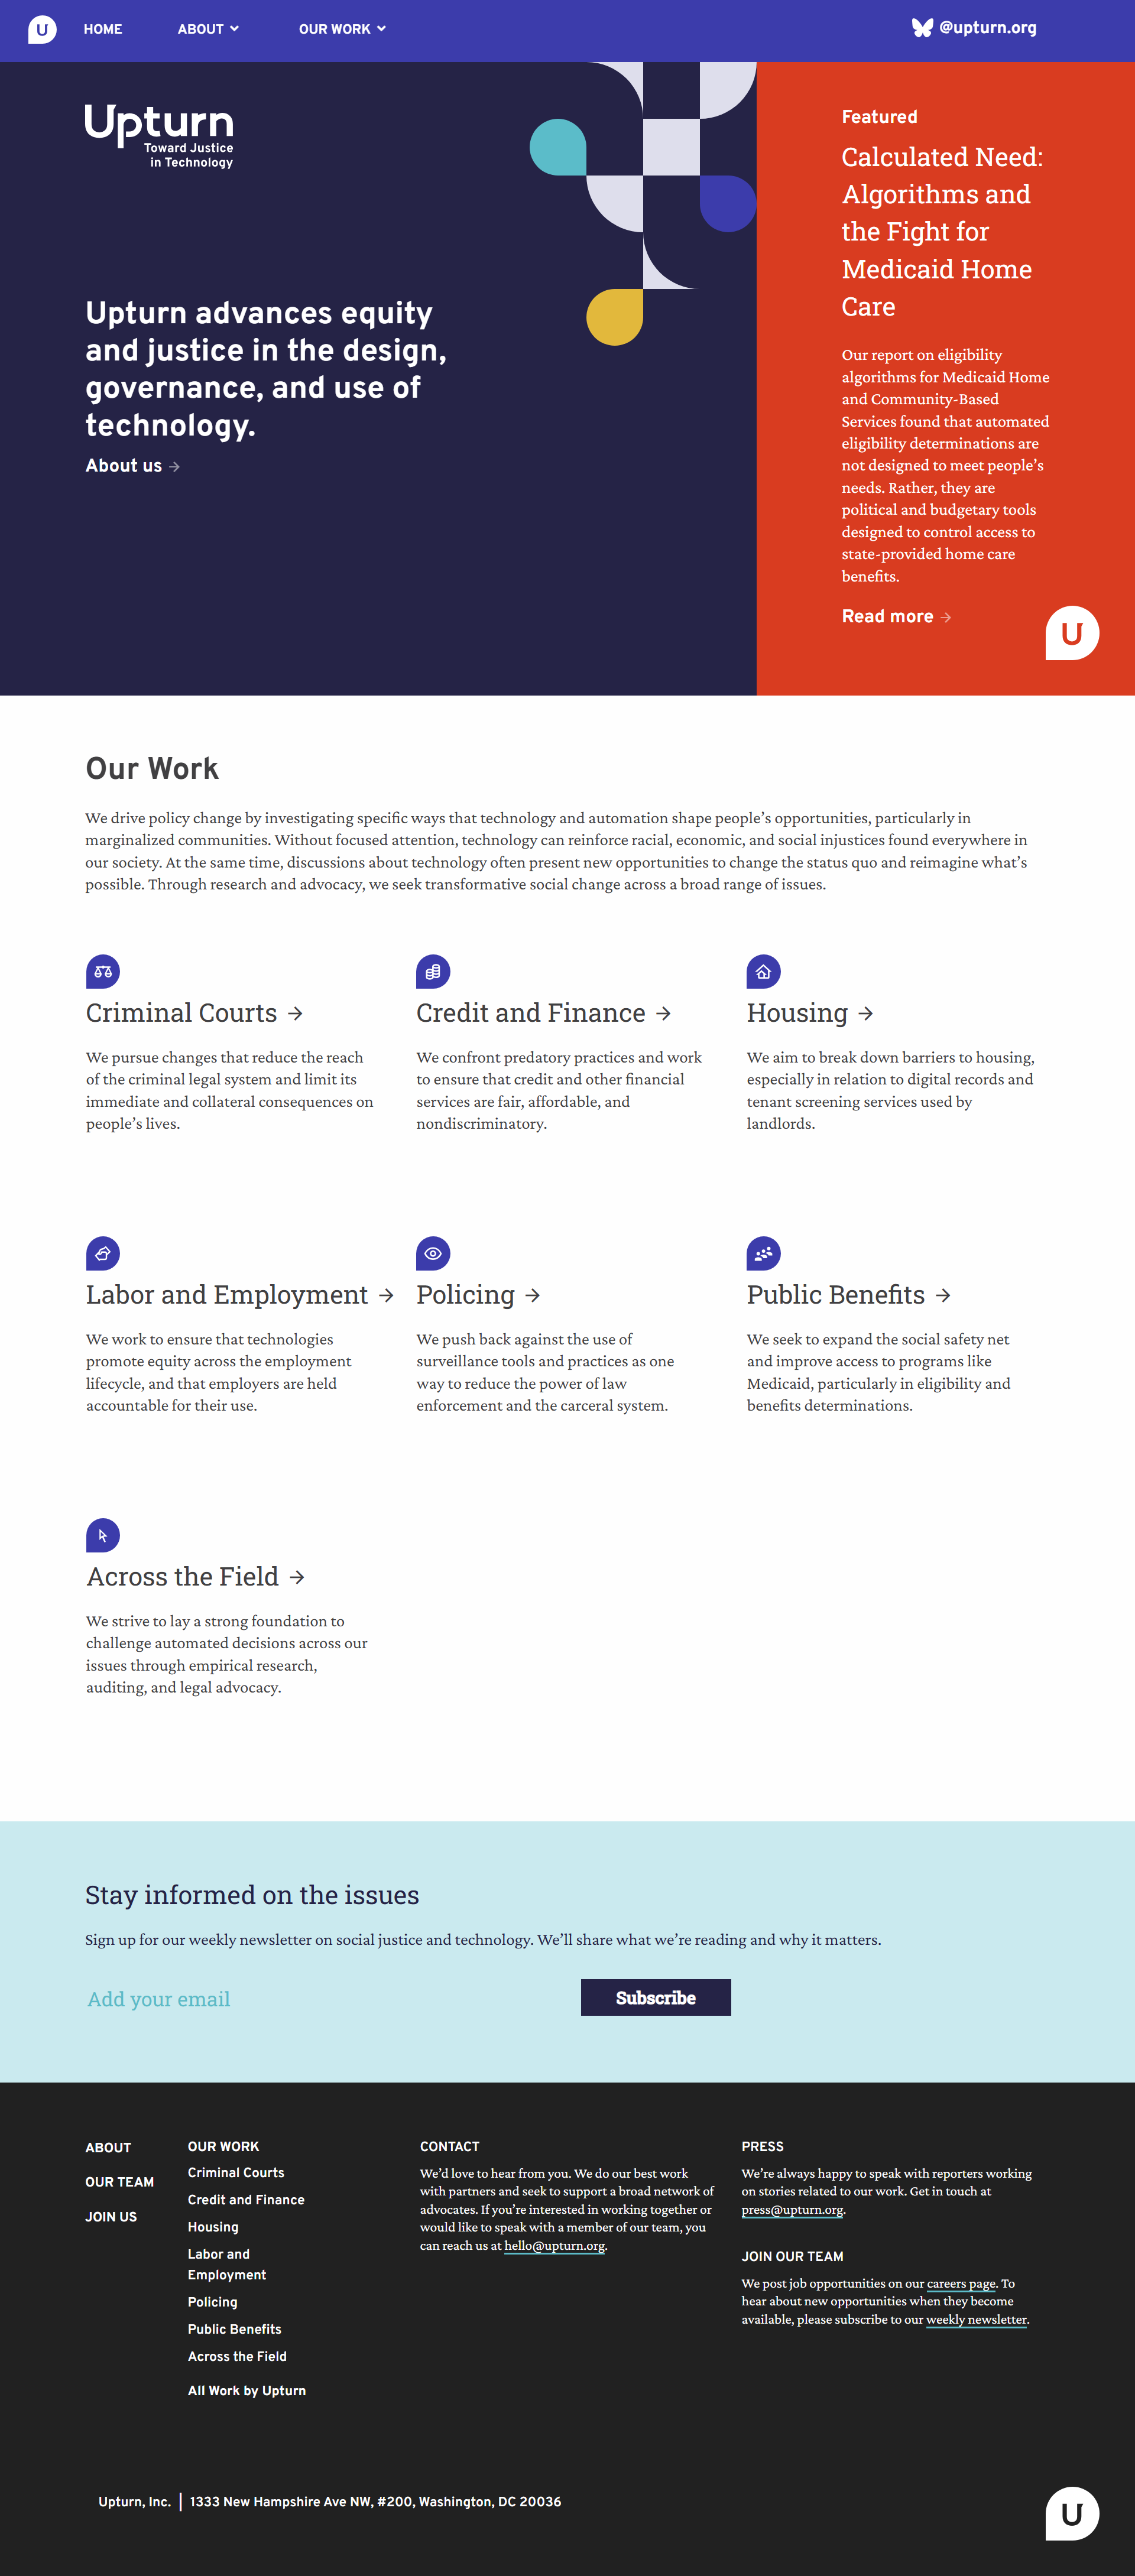 U
HOME
ABOUT
OUR WORK
@upturn.org
Upturn
Toward Justice
in Technology
Upturn advances equity
and justice in the design,
governance, and use of
technology.
About us →
Featured
Calculated Need:
Algorithms and
the Fight for
Medicaid Home
Care
Our report on eligibility
algorithms for Medicaid Home
and Community-Based
Services found that automated
eligibility determinations are
not designed to meet people’s
needs. Rather, they are
political and budgetary tools
designed to control access to
state-provided home care
benefits.
Read more →
U
Our Work
We drive policy change by investigating specific ways that technology and automation shape people’s opportunities, particularly in
marginalized communities. Without focused attention, technology can reinforce racial, economic, and social injustices found everywhere in
our society. At the same time, discussions about technology often present new opportunities to change the status quo and reimagine what’s
possible. Through research and advocacy, we seek transformative social change across a broad range of issues.
Criminal Courts →
We pursue changes that reduce the reach
of the criminal legal system and limit its
immediate and collateral consequences on
people’s lives.
Credit and Finance →
We confront predatory practices and work
to ensure that credit and other financial
services are fair, affordable, and
nondiscriminatory.
Housing →
We aim to break down barriers to housing,
especially in relation to digital records and
tenant screening services used by
landlords.
Labor and Employment →
We work to ensure that technologies
promote equity across the employment
lifecycle, and that employers are held
accountable for their use.
Policing →
We push back against the use of
surveillance tools and practices as one
way to reduce the power of law
enforcement and the carceral system.
Public Benefits →
We seek to expand the social safety net
and improve access to programs like
Medicaid, particularly in eligibility and
benefits determinations.
Across the Field →
We strive to lay a strong foundation to
challenge automated decisions across our
issues through empirical research,
auditing, and legal advocacy.
Stay informed on the issues
Sign up for our weekly newsletter on social justice and technology. We’ll share what we’re reading and why it matters.
Add your email
Subscribe
ABOUT
OUR TEAM
JOIN US
OUR WORK
Criminal Courts
Credit and Finance
Housing
Labor and
Employment
Policing
Public Benefits
Across the Field
All Work by Upturn
CONTACT
We’d love to hear from you. We do our best work
with partners and seek to support a broad network of
advocates. If you’re interested in working together or
would like to speak with a member of our team, you
can reach us at hello@upturn.org.
PRESS
We’re always happy to speak with reporters working
on stories related to our work. Get in touch at
press@upturn.org.
JOIN OUR TEAM
We post job opportunities on our careers page. To
hear about new opportunities when they become
available, please subscribe to our weekly newsletter.
Upturn, Inc. | 1333 New Hampshire Ave NW, #200, Washington, DC 20036
U